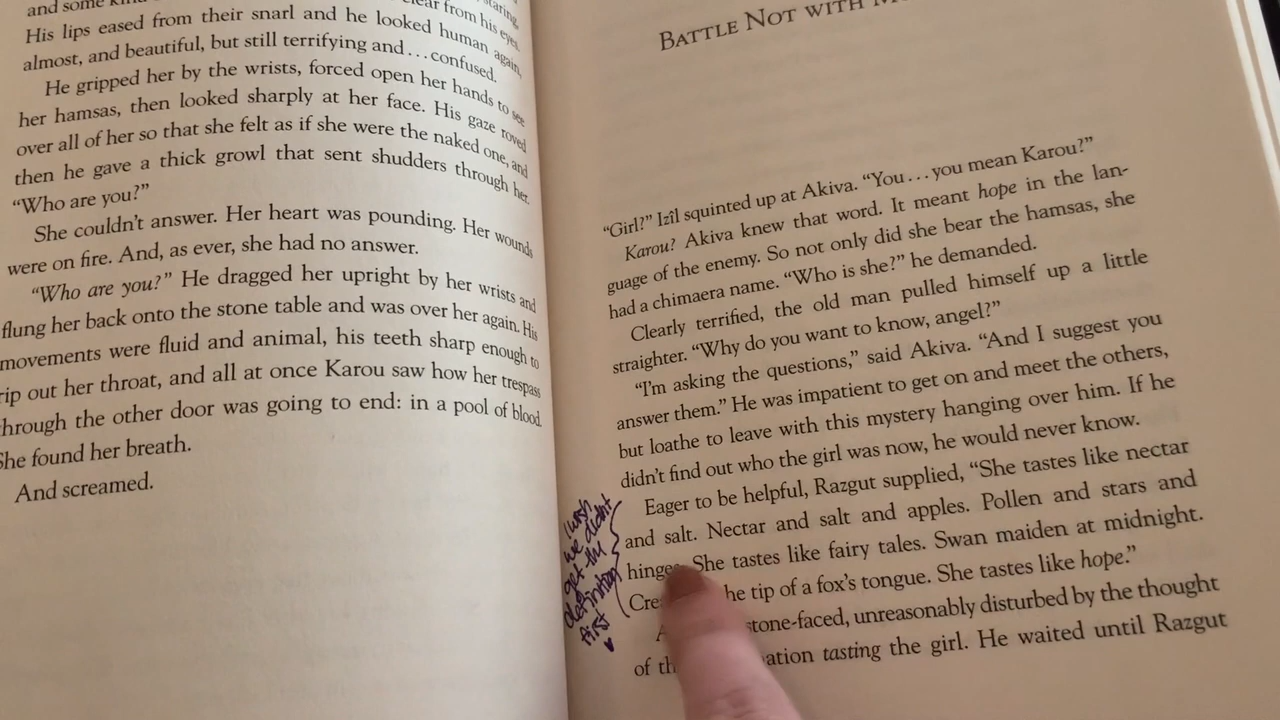 and some
clear from his eyes.
His lips eased from their snarl and he looked human again,
almost, and beautiful, but still terrifying and…confused.
He gripped her by the wrists, forced open her hands to see
her hamsas, then looked sharply at her face. His gaze roved
over all of her so that she felt as if she were the naked one, and
then he gave a thick growl that sent shudders through her.
“Who are you?”
She couldn’t answer. Her heart was pounding. Her wounds
were on fire. And, as ever, she had no answer.
“Who are you?” He dragged her upright by her wrists and
flung her back onto the stone table and was over her again. His
movements were fluid and animal, his teeth sharp enough to
rip out her throat, and all at once Karou saw how her trespass
through the other door was going to end: in a pool of blood.
She found her breath.
And screamed.
BATTLE NOT WITH
“Girl?” Izîl squinted up at Akiva. “You…you mean Karou?”
Karou? Akiva knew that word. It meant hope in the lan-
guage of the enemy. So not only did she bear the hamsas, she
had a chimaera name. “Who is she?” he demanded.
Clearly terrified, the old man pulled himself up a little
straighter. “Why do you want to know, angel?”
“I’m asking the questions,” said Akiva. “And I suggest you
answer them.” He was impatient to get on and meet the others,
but loathe to leave with this mystery hanging over him. If he
didn’t find out who the girl was now, he would never know.
Eager to be helpful, Razgut supplied, “She tastes like nectar
and salt. Nectar and salt and apples. Pollen and stars and
hinges. She tastes like fairy tales. Swan maiden at midnight.
the tip of a fox’s tongue. She tastes like hope.”
stone-faced, unreasonably disturbed by the thought
of tasting the girl. He waited until Razgut
I wish
we didnt
get the
definition
first ♥